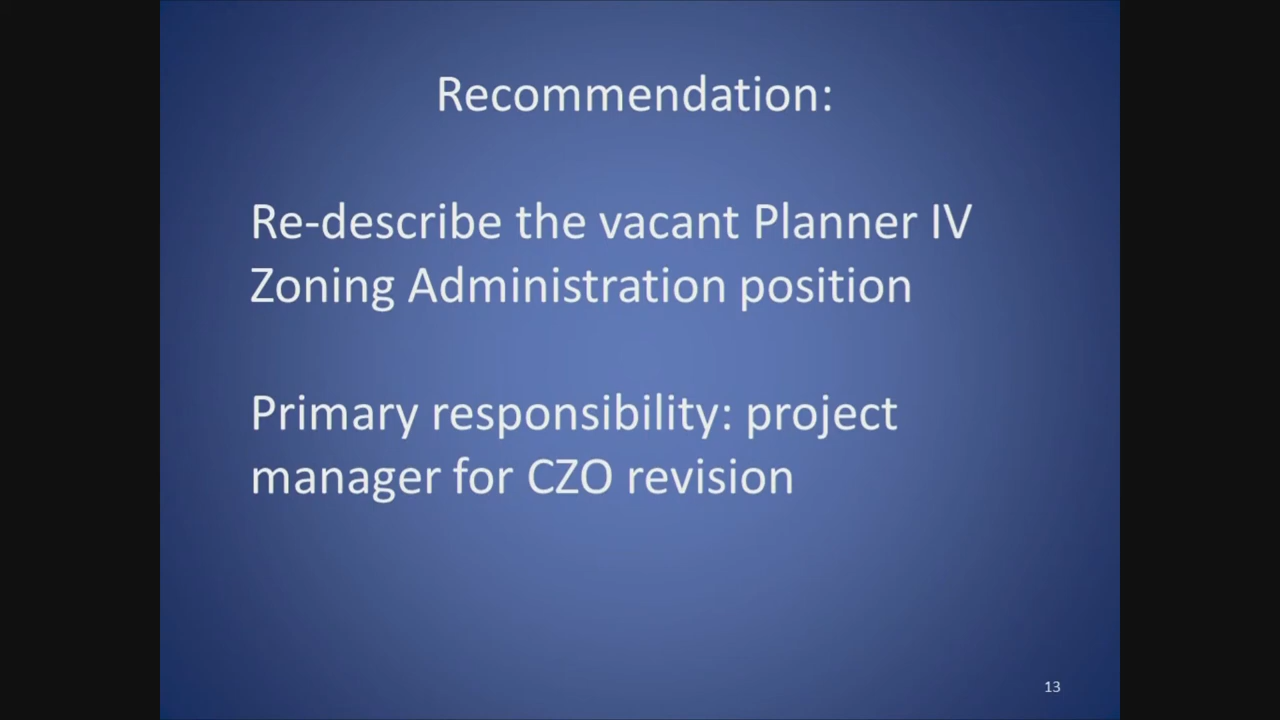 Recommendation:
Re-describe the vacant Planner IV
Zoning Administration position
Primary responsibility: project
manager for CZO revision
13